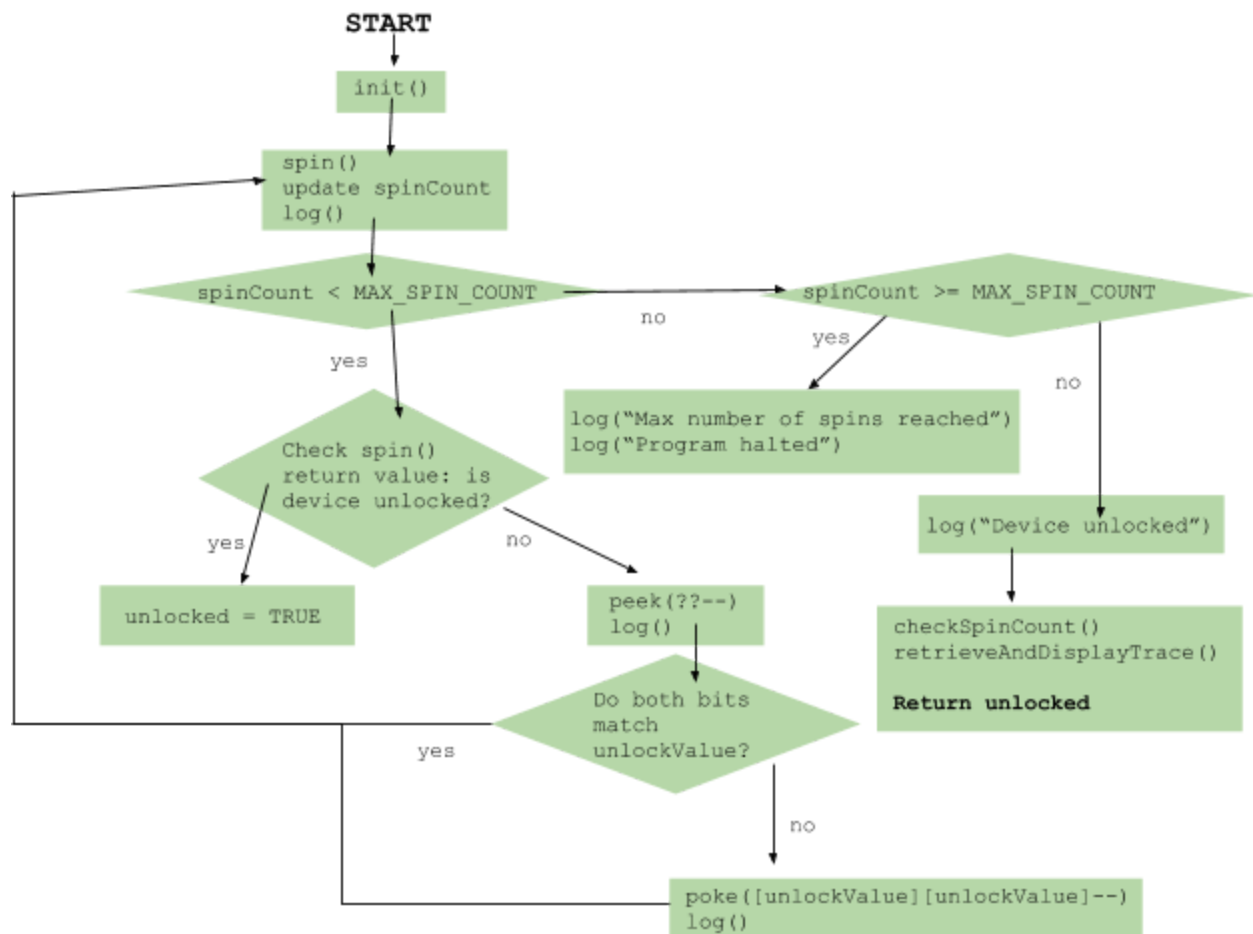 START
init()
spin()
update spinCount
log()
spinCount < MAX_SPIN_COUNT
no
spinCount >= MAX_SPIN_COUNT
yes
yes
no
log(“Max number of spins reached”)
log(“Program halted”)
Check spin()
return value: is
device unlocked?
log(“Device unlocked”)
yes
no
unlocked = TRUE
peek(??--)
log()
checkSpinCount()
retrieveAndDisplayTrace()
Return unlocked
Do both bits
match
unlockValue?
yes
no
poke([unlockValue][unlockValue]--)
log()